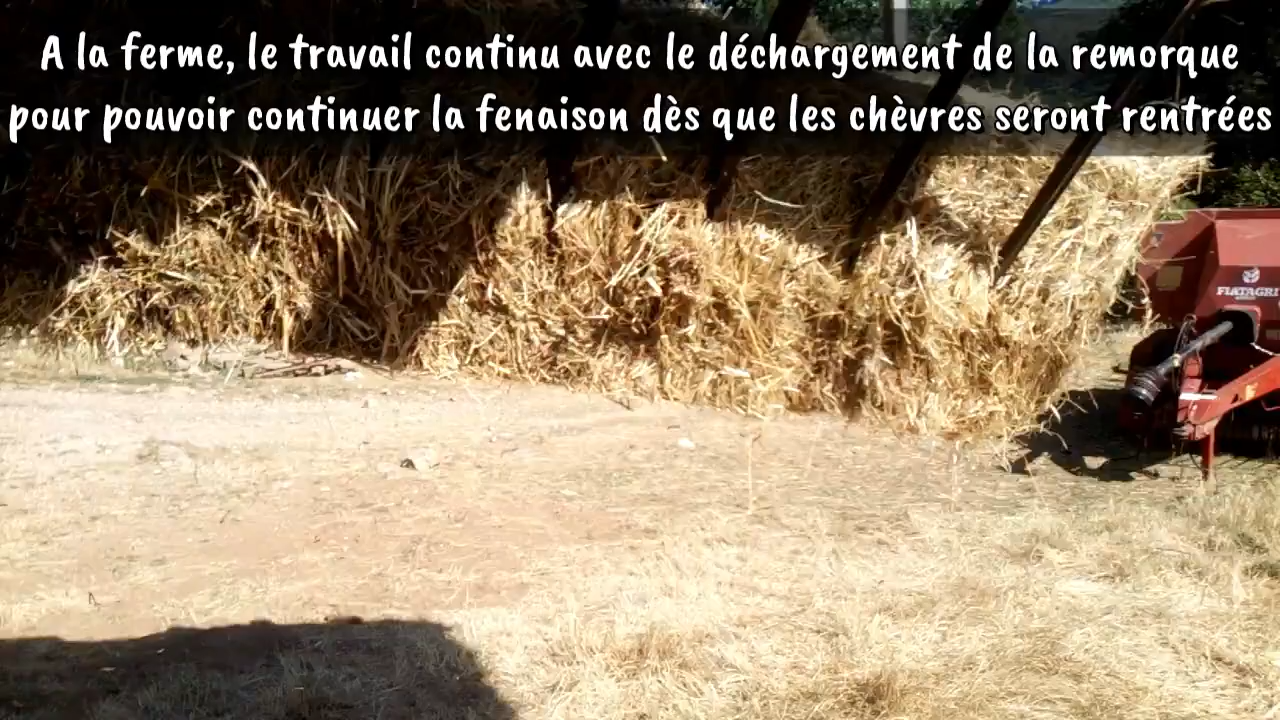 A la ferme, le travail continu avec le déchargement de la remorque
pour pouvoir continuer la fenaison dès que les chèvres seront rentrées
FIATAGRI